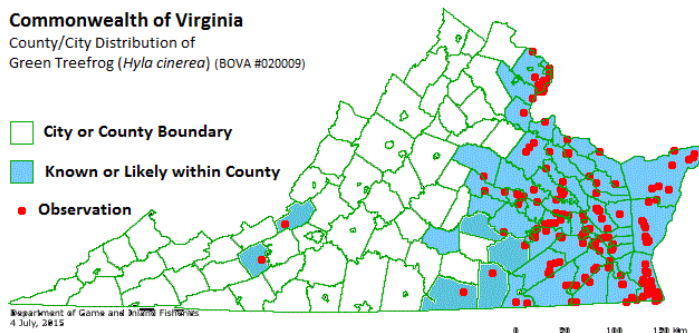 Commonwealth of Virginia
County/City Distribution of
Green Treefrog (Hyla cinerea) (BOVA #020009)
City or County Boundary
Known or Likely within County
Observation
Department of Game and Inland Fisheries
4 July, 2015
0 50 100 150 km